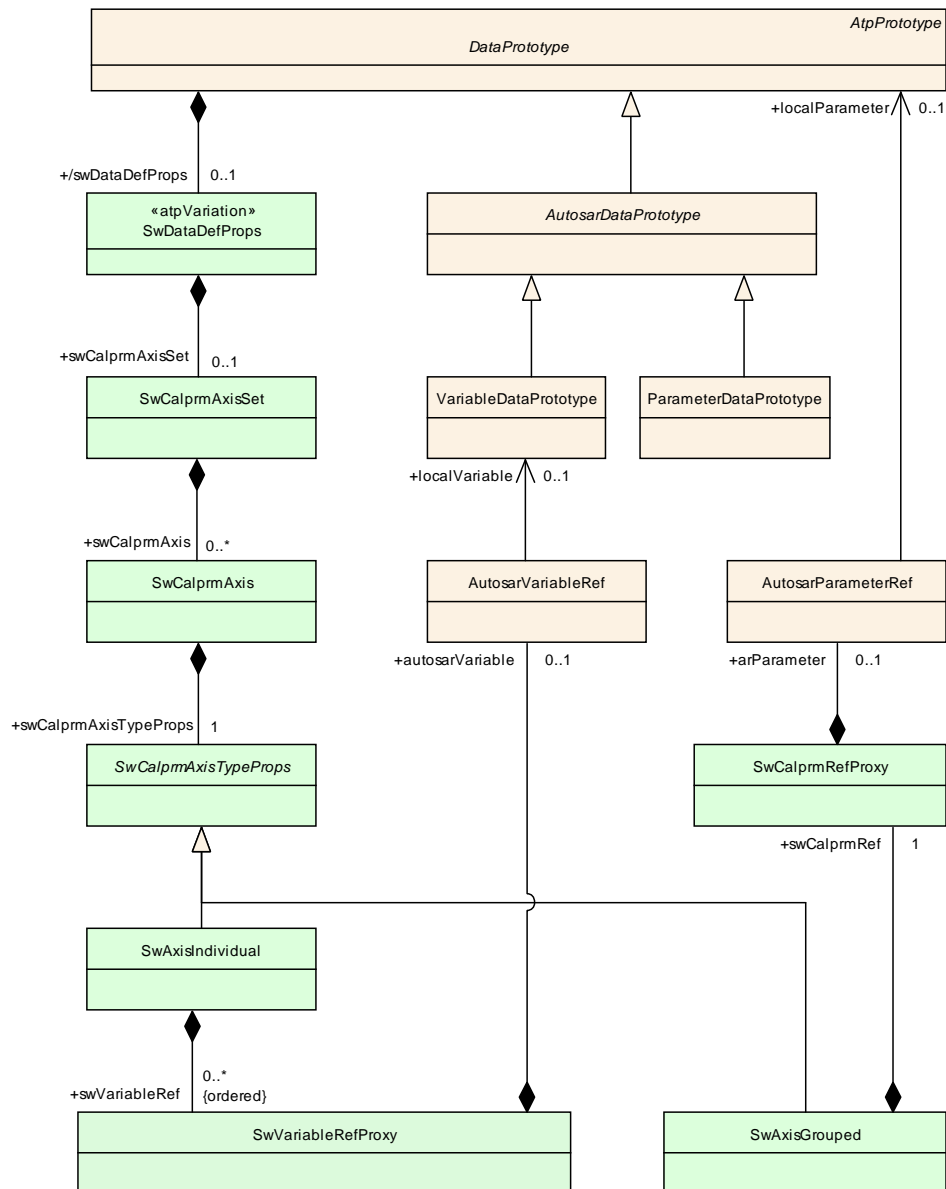 AtpPrototype
DataPrototype
+localParameter 0..1
+/swDataDefProps 0..1
«atpVariation»
SwDataDefProps
AutosarDataPrototype
+swCalprmAxisSet 0..1
SwCalprmAxisSet
VariableDataPrototype
ParameterDataPrototype
+localVariable 0..1
+swCalprmAxis 0..*
SwCalprmAxis
AutosarVariableRef
AutosarParameterRef
+autosarVariable 0..1
+arParameter 0..1
+swCalprmAxisTypeProps 1
SwCalprmAxisTypeProps
SwCalprmRefProxy
+swCalprmRef 1
SwAxisIndividual
0..*
+swVariableRef {ordered}
SwVariableRefProxy
SwAxisGrouped